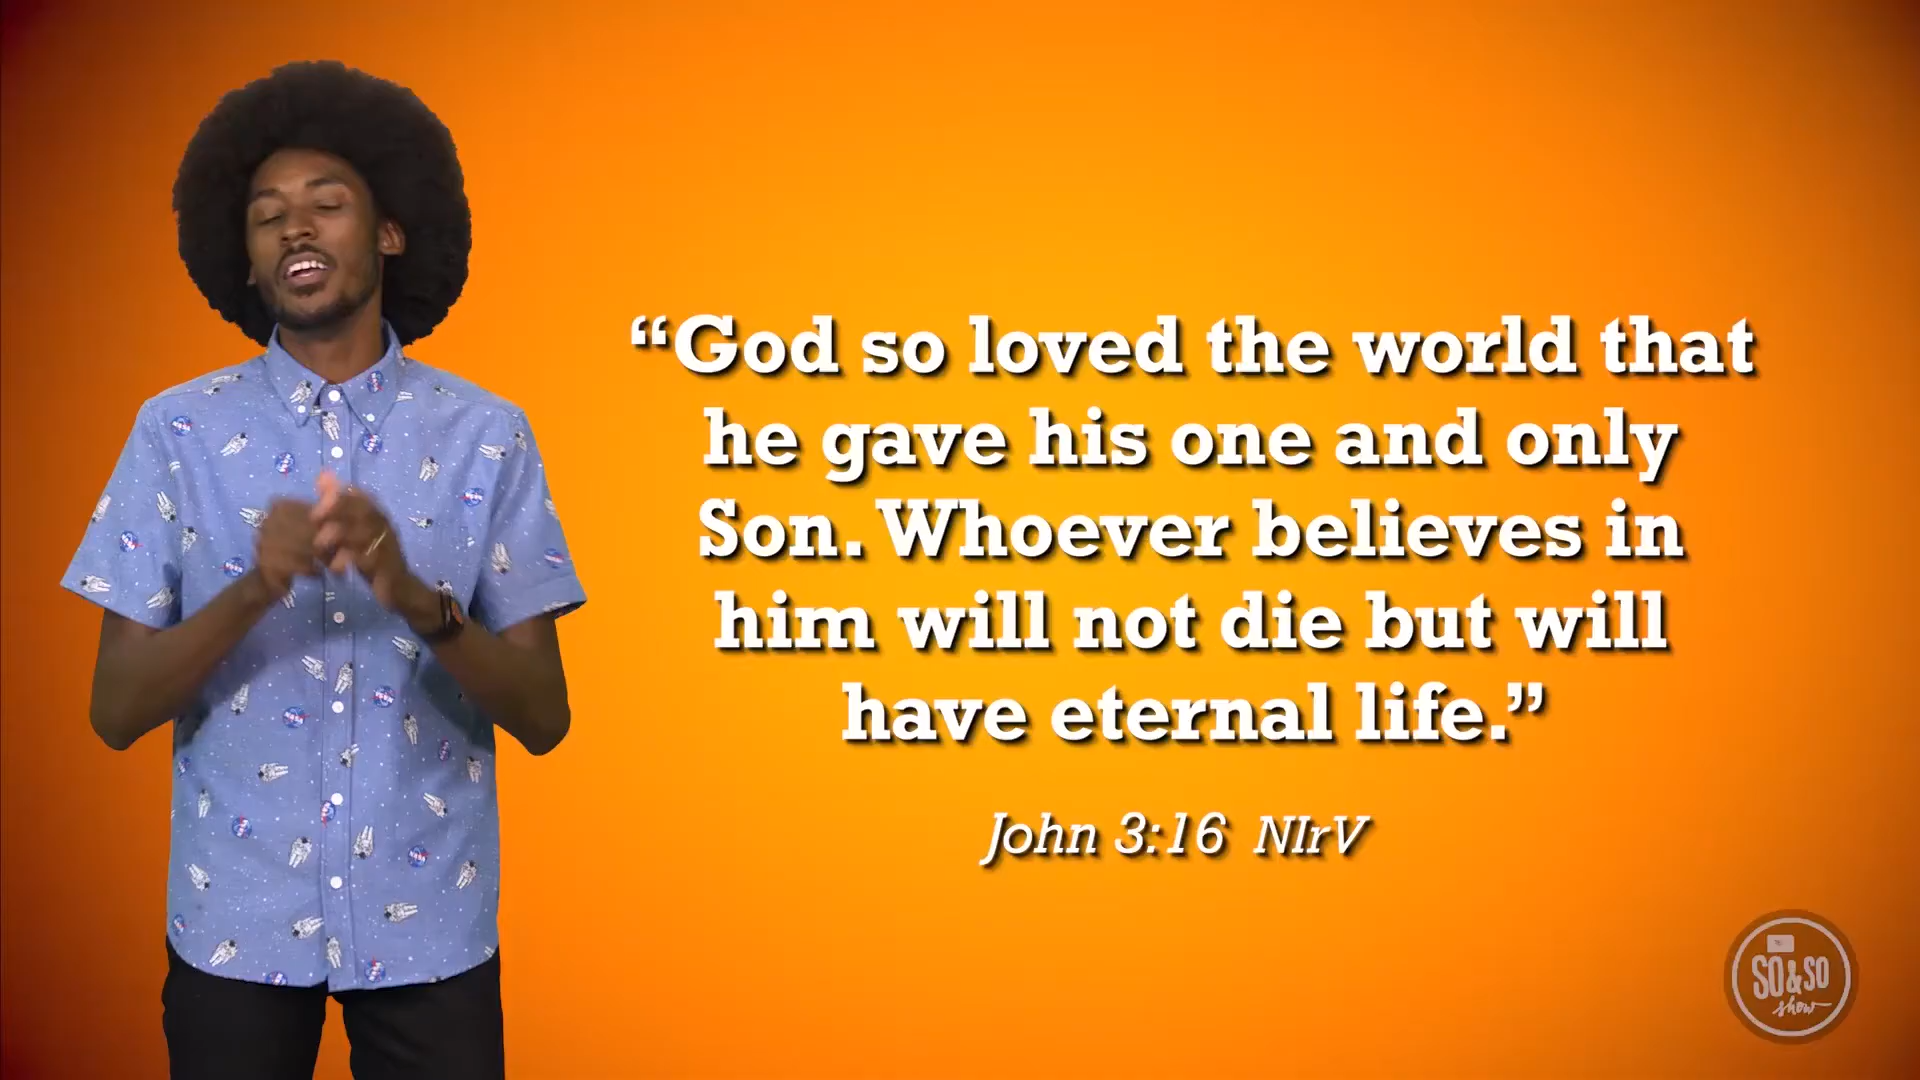 “God so loved the world that
he gave his one and only
Son. Whoever believes in
him will not die but will
have eternal life.”
John 3:16 NIrV
SO & SO
show